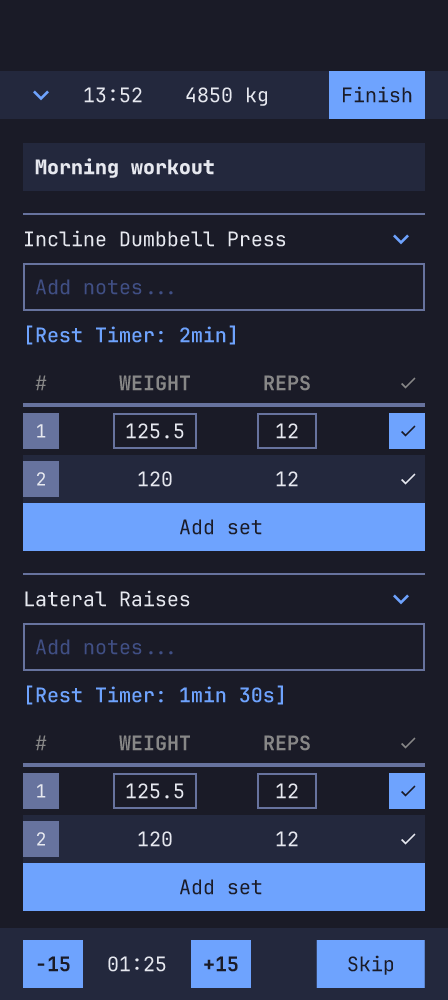 13:52 4850 kg Finish
Morning workout
Incline Dumbbell Press
Add notes...
[Rest Timer: 2min]
# WEIGHT REPS ✓
1 125.5 12 ✓
2 120 12 ✓
Add set
Lateral Raises
Add notes...
[Rest Timer: 1min 30s]
# WEIGHT REPS ✓
1 125.5 12 ✓
2 120 12 ✓
Add set
-15 01:25 +15 Skip